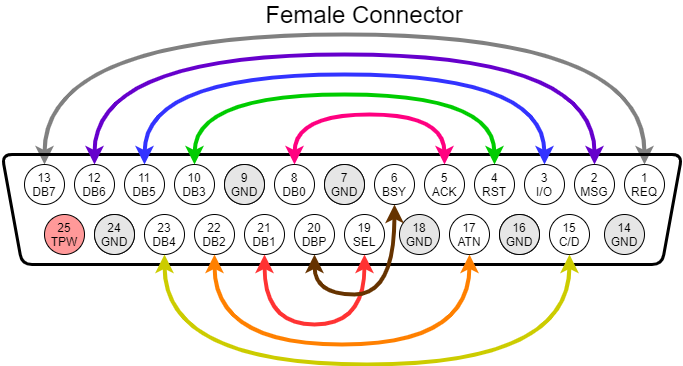 Female Connector
13 12 11 10 9 8 7 6 5 4 3 2 1
DB7 DB6 DB5 DB3 GND DB0 GND BSY ACK RST I/O MSG REQ
25 24 23 22 21 20 19 18 17 16 15 14
TPW GND DB4 DB2 DB1 DBP SEL GND ATN GND C/D GND